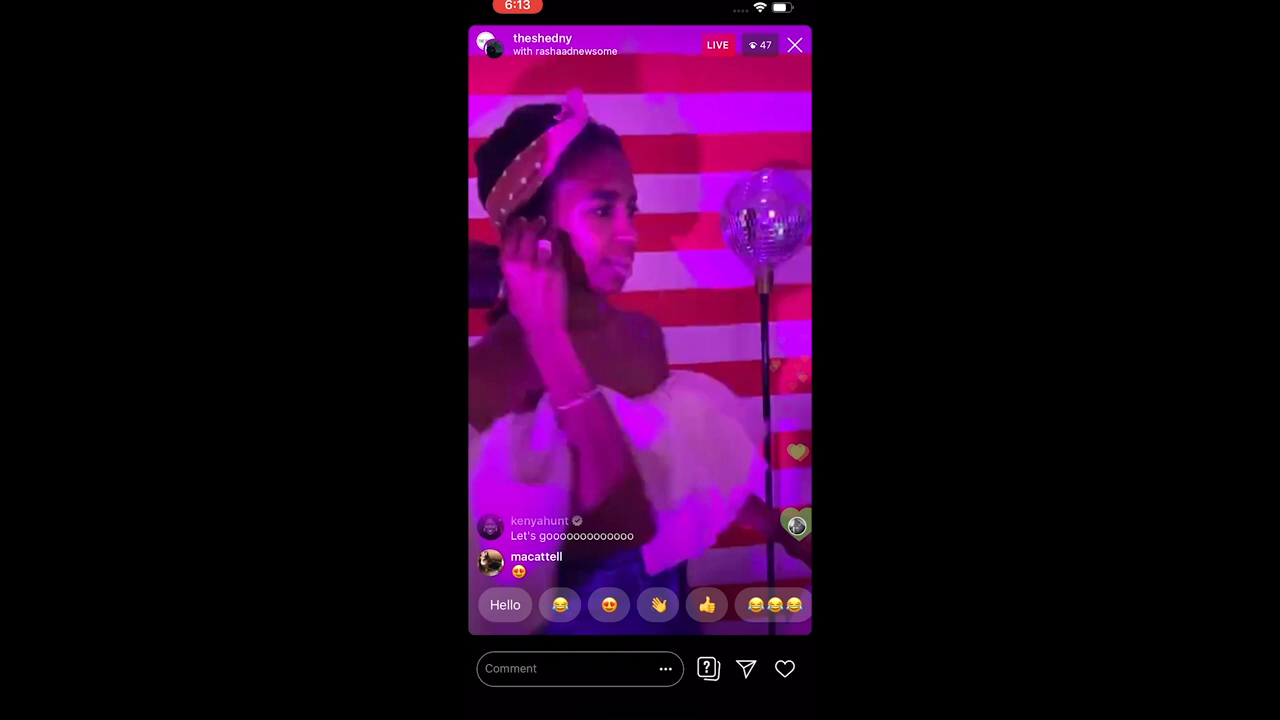 6:13
theshedny
with rashaadnewsome
LIVE
47
kenyahunt
Let's gooooooooooooo
macattell
Hello
Comment